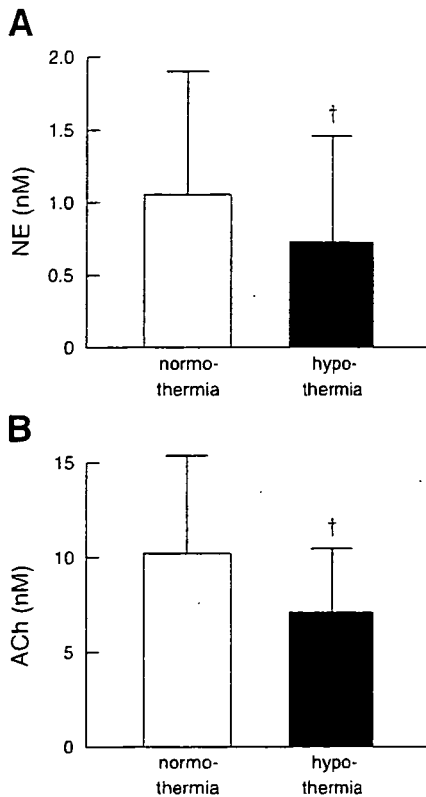 A
2.0
1.5
1.0
0.5
0
NE (nM)
†
normo-
thermia
hypo-
thermia
B
15
10
5
0
ACh (nM)
†
normo-
thermia
hypo-
thermia